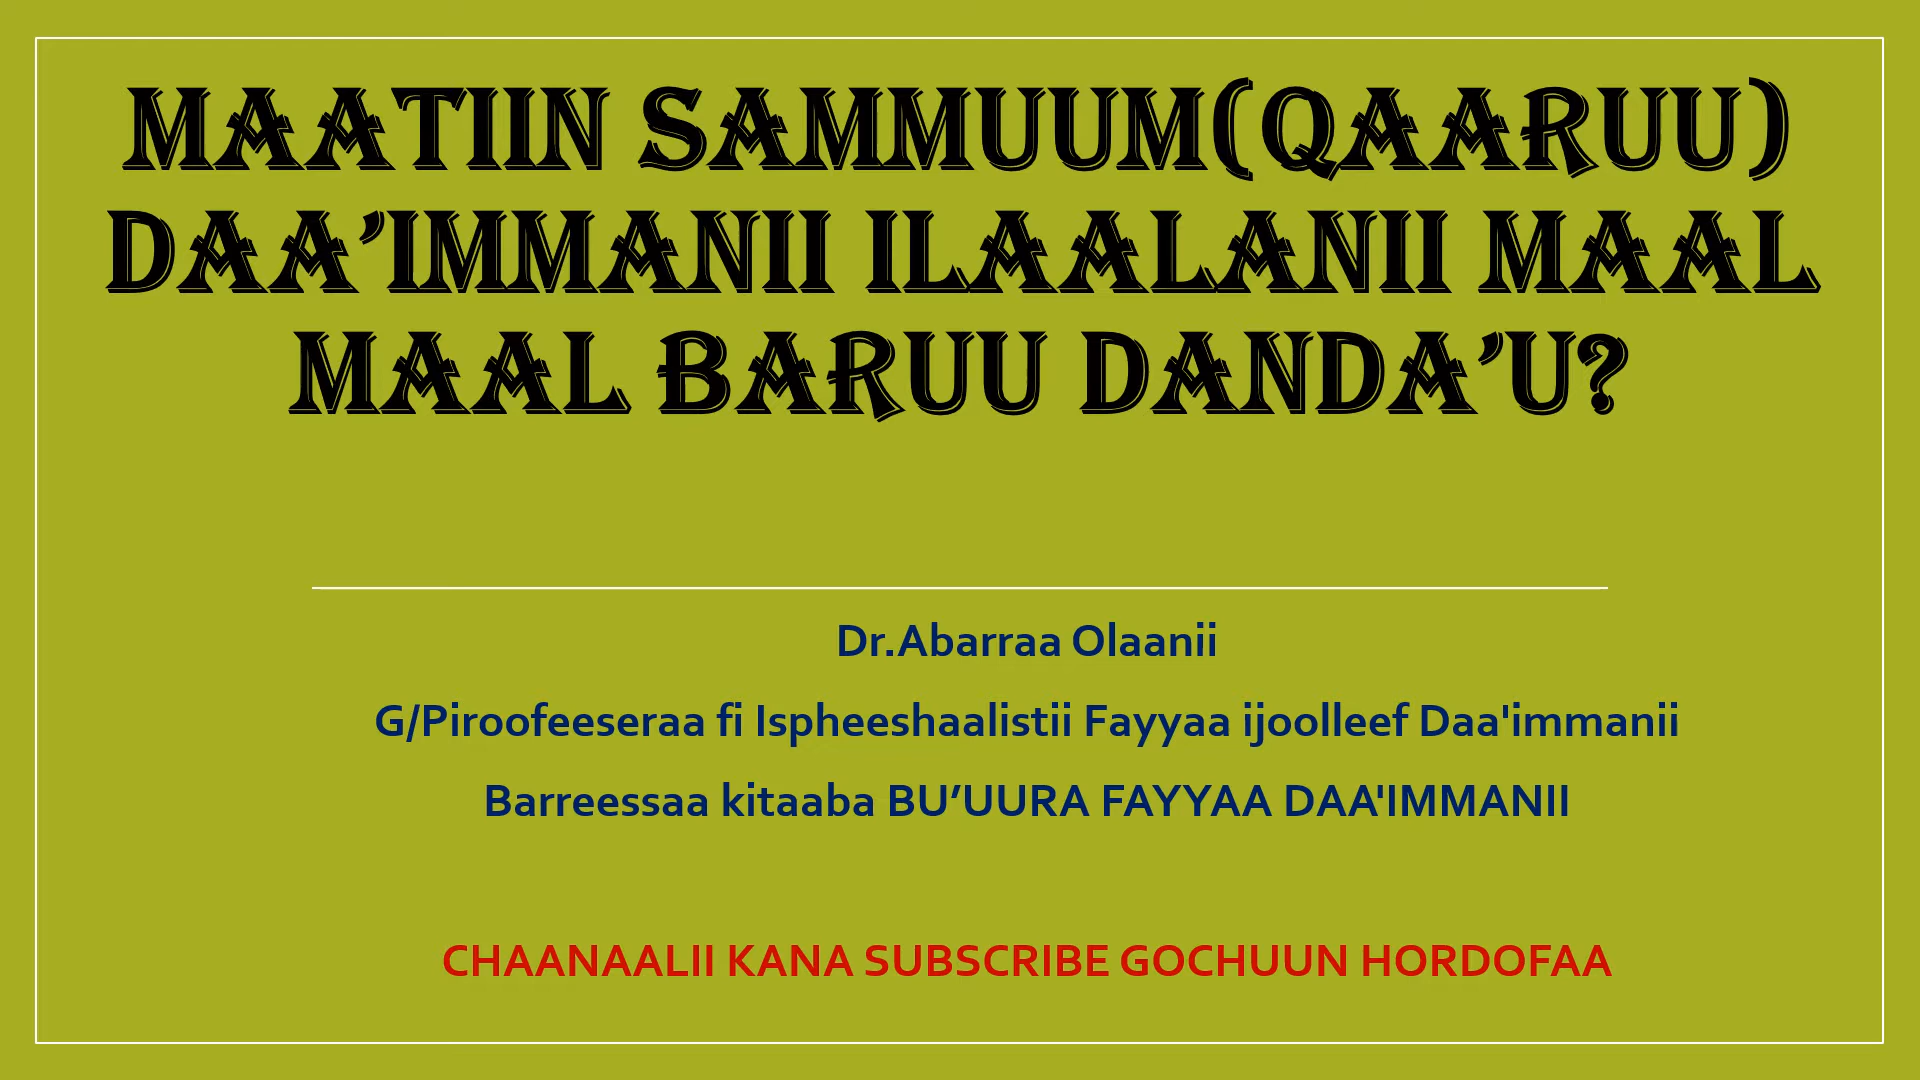 MAATIIN SAMMUUM(QAARUU)
DAA’IMMANII ILAALANII MAAL
MAAL BARUU DANDA’U?
Dr.Abarraa Olaanii
G/Piroofeeseraa fi Ispheeshaalistii Fayyaa ijoolleef Daa'immanii
Barreessaa kitaaba BU’UURA FAYYAA DAA'IMMANII
CHAANAALII KANA SUBSCRIBE GOCHUUN HORDOFAA